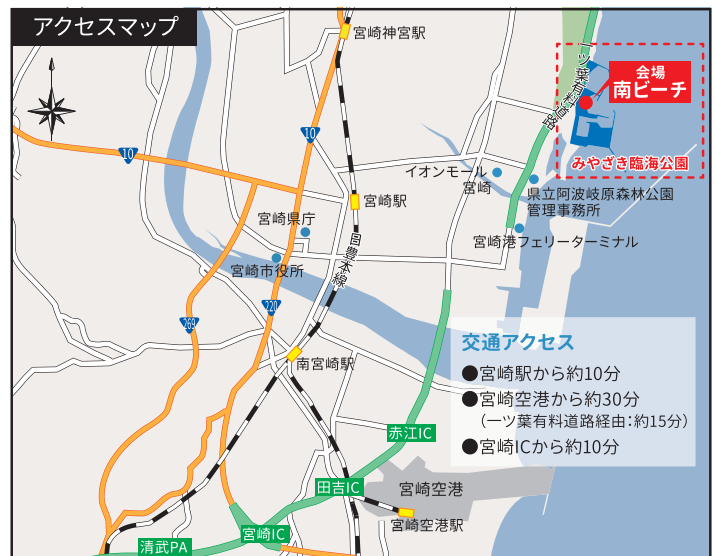 アクセスマップ
宮崎神宮駅
一ツ葉有料道路
会場
南ビーチ
みやざき臨海公園
10
10
イオンモール
宮崎
県立阿波岐原森林公園
管理事務所
宮崎駅
宮崎県庁
宮崎港フェリーターミナル
日豊本線
宮崎市役所
220
269
南宮崎駅
交通アクセス
●宮崎駅から約10分
●宮崎空港から約30分
（一ツ葉有料道路経由：約15分）
●宮崎ICから約10分
赤江IC
田吉IC
宮崎空港
宮崎空港駅
宮崎IC
清武PA